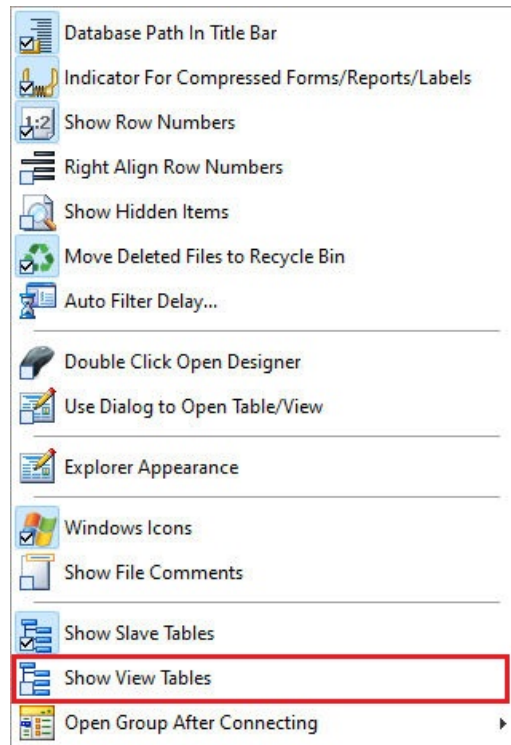 Database Path In Title Bar
Indicator For Compressed Forms/Reports/Labels
1:2 Show Row Numbers
Right Align Row Numbers
Show Hidden Items
Move Deleted Files to Recycle Bin
Auto Filter Delay...
Double Click Open Designer
Use Dialog to Open Table/View
Explorer Appearance
Windows Icons
Show File Comments
Show Slave Tables
Show View Tables
Open Group After Connecting